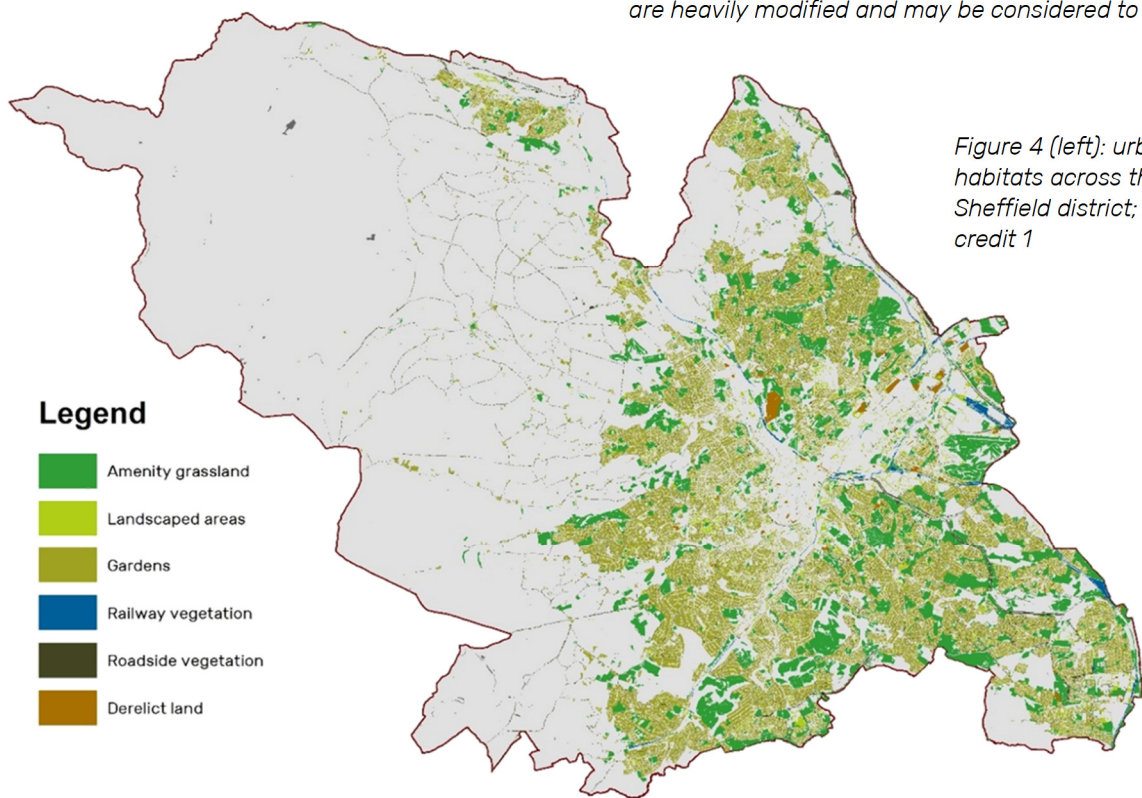 are heavily modified and may be considered to
Figure 4 (left): urb
habitats across th
Sheffield district;
credit 1
Legend
Amenity grassland
Landscaped areas
Gardens
Railway vegetation
Roadside vegetation
Derelict land